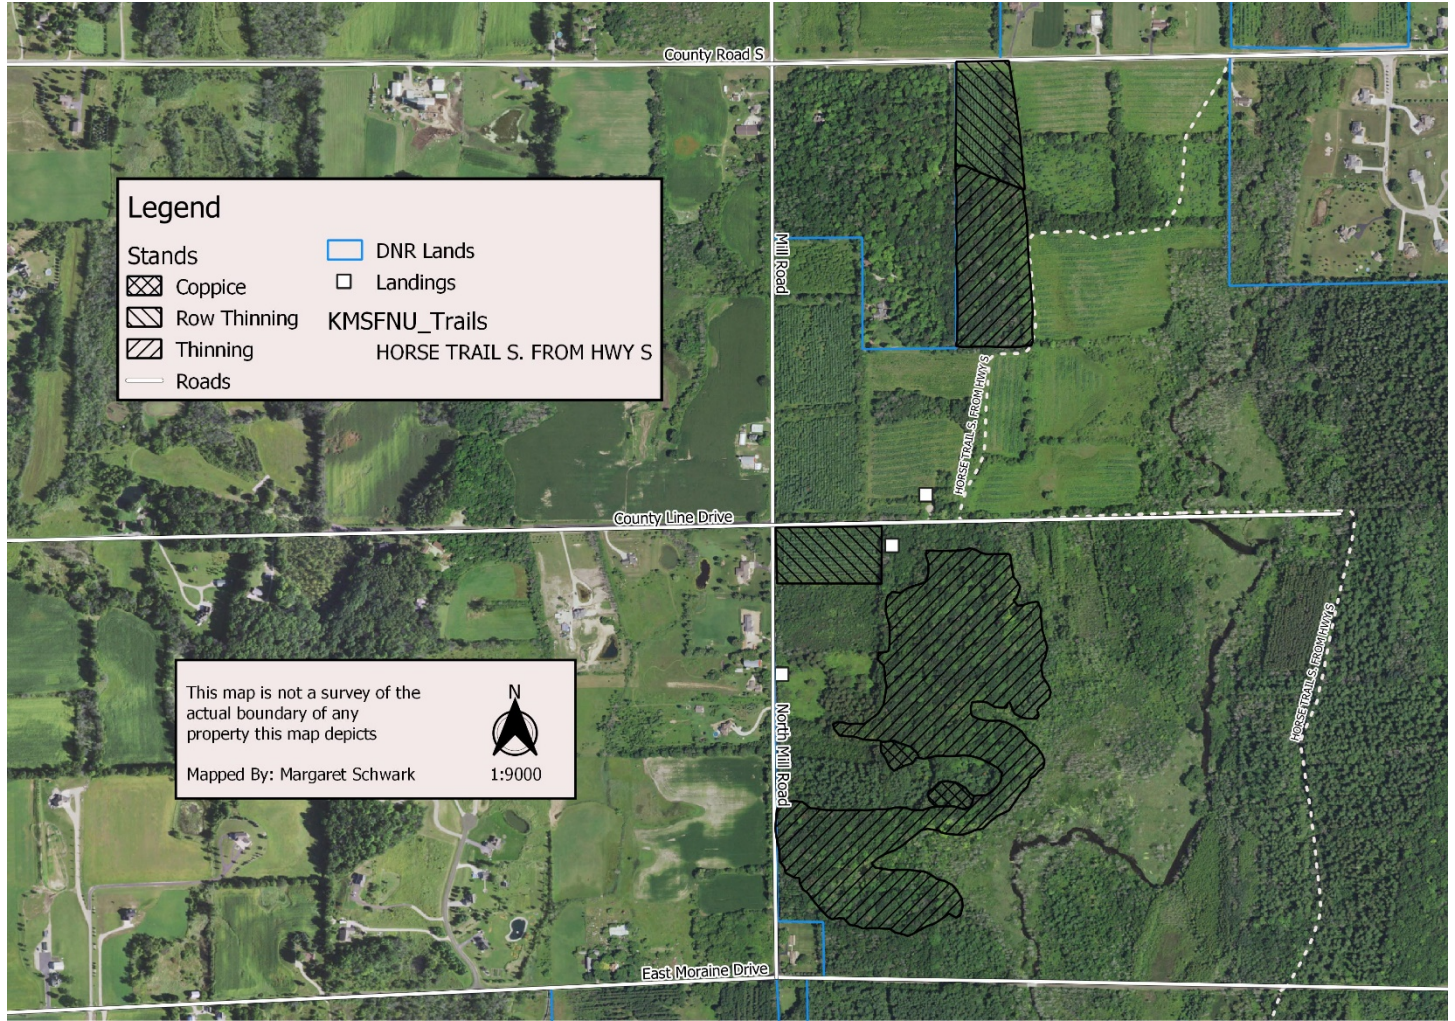 County Road S
Legend
Stands
Coppice
Row Thinning
Thinning
Roads
DNR Lands
Landings
KMSFNU_Trails
HORSE TRAIL S. FROM HWY S
Mill Road
HORSE TRAIL S. FROM HWY S
County Line Drive
HORSE TRAIL S. FROM HWY S
This map is not a survey of the
actual boundary of any
property this map depicts
Mapped By: Margaret Schwark
N
1:9000
North Mill Road
East Moraine Drive